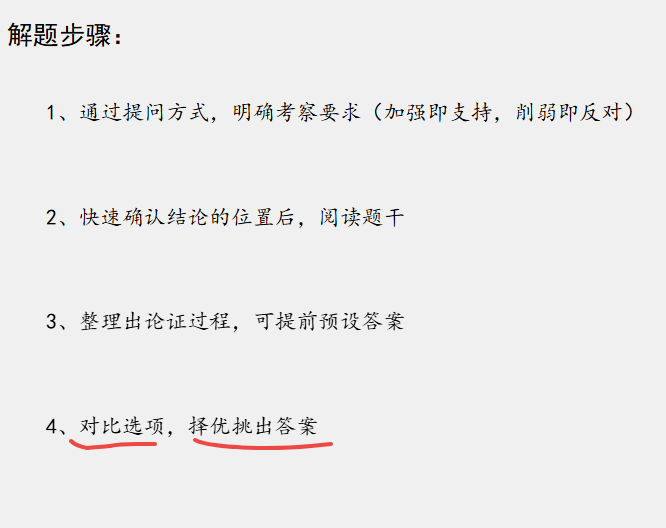 解题步骤：
1、通过提问方式，明确考察要求（加强即支持，削弱即反对）
2、快速确认结论的位置后，阅读题干
3、整理出论证过程，可提前预设答案
4、对比选项，择优挑出答案